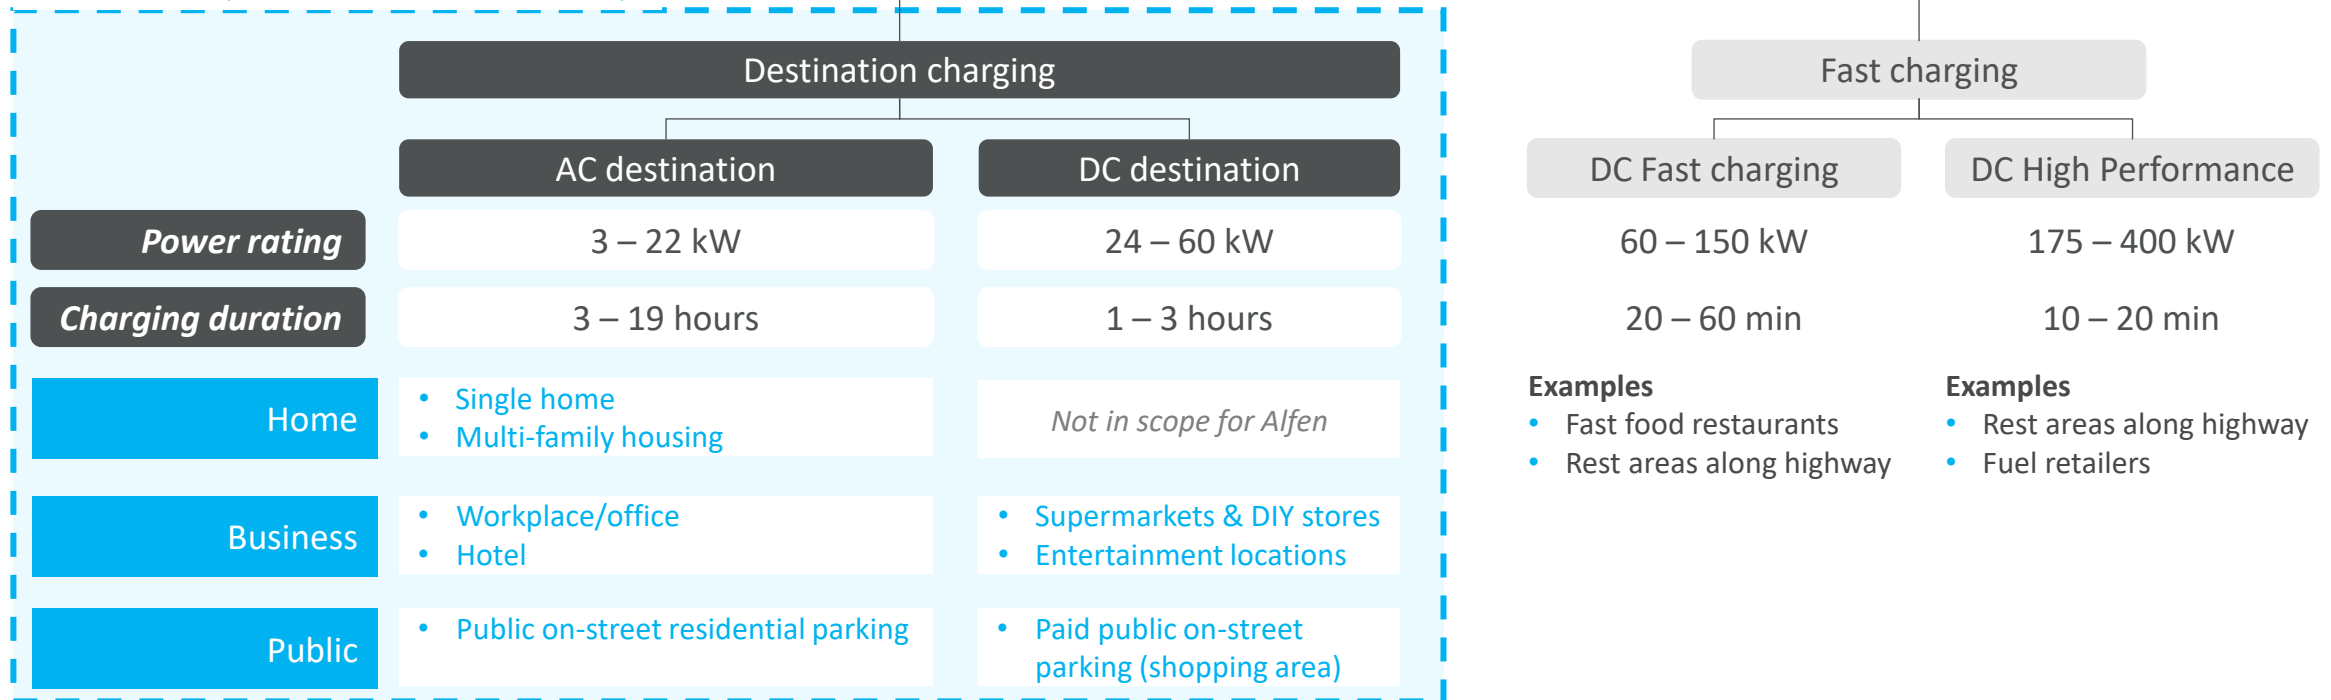 Destination charging
Fast charging
AC destination
DC destination
DC Fast charging
DC High Performance
Power rating
3 – 22 kW
24 – 60 kW
60 – 150 kW
175 – 400 kW
Charging duration
3 – 19 hours
1 – 3 hours
20 – 60 min
10 – 20 min
Home
• Single home
• Multi-family housing
Not in scope for Alfen
Business
• Workplace/office
• Hotel
• Supermarkets & DIY stores
• Entertainment locations
Public
• Public on-street residential parking
• Paid public on-street
parking (shopping area)
Examples
• Fast food restaurants
• Rest areas along highway
Examples
• Rest areas along highway
• Fuel retailers